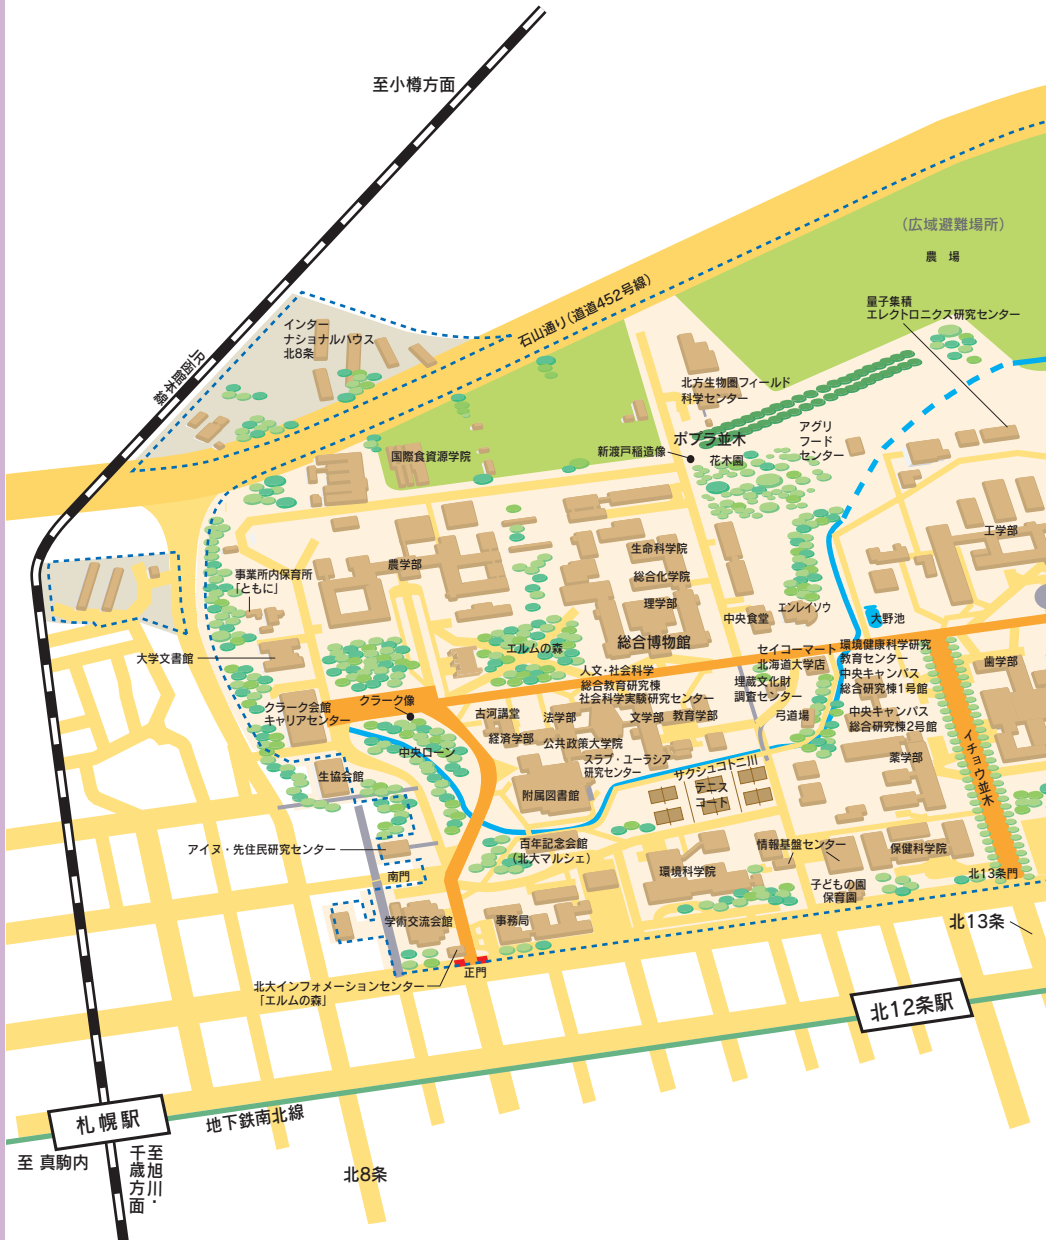 至小樽方面
（広域避難場所）
農　場
量子集積
エレクトロニクス研究センター
石山通り（道道452号線）
インター
ナショナルハウス
北8条
JR函館本線
北方生物圏フィールド
科学センター
ポプラ並木
新渡戸稲造像
花木園
アグリ
フード
センター
国際食資源学院
工学部
生命科学院
総合化学院
理学部
農学部
事業所内保育所
「ともに」
中央食堂
エンレイソウ
大野池
総合博物館
エルムの森
大学文書館
セイコーマート
北海道大学店
環境健康科学研究
教育センター
中央キャンパス
総合研究棟1号館
歯学部
人文・社会科学
総合教育研究棟
社会科学実験研究センター
埋蔵文化財
調査センター
クラーク像
クラーク会館
キャリアセンター
古河講堂
法学部
文学部
教育学部
弓道場
中央キャンパス
総合研究棟2号館
経済学部
公共政策大学院
中央ローン
スラブ・ユーラシア
研究センター
サクシュコトニ川
薬学部
イチョウ並木
生協会館
附属図書館
テニス
コート
アイヌ・先住民研究センター
百年記念会館
（北大マルシェ）
情報基盤センター
保健科学院
環境科学院
南門
子どもの園
保育園
北13条門
学術交流会館
事務局
北13条
正門
北大インフォメーションセンター
「エルムの森」
北12条駅
札幌駅
地下鉄南北線
至 真駒内
至旭川・
千歳方面
北8条